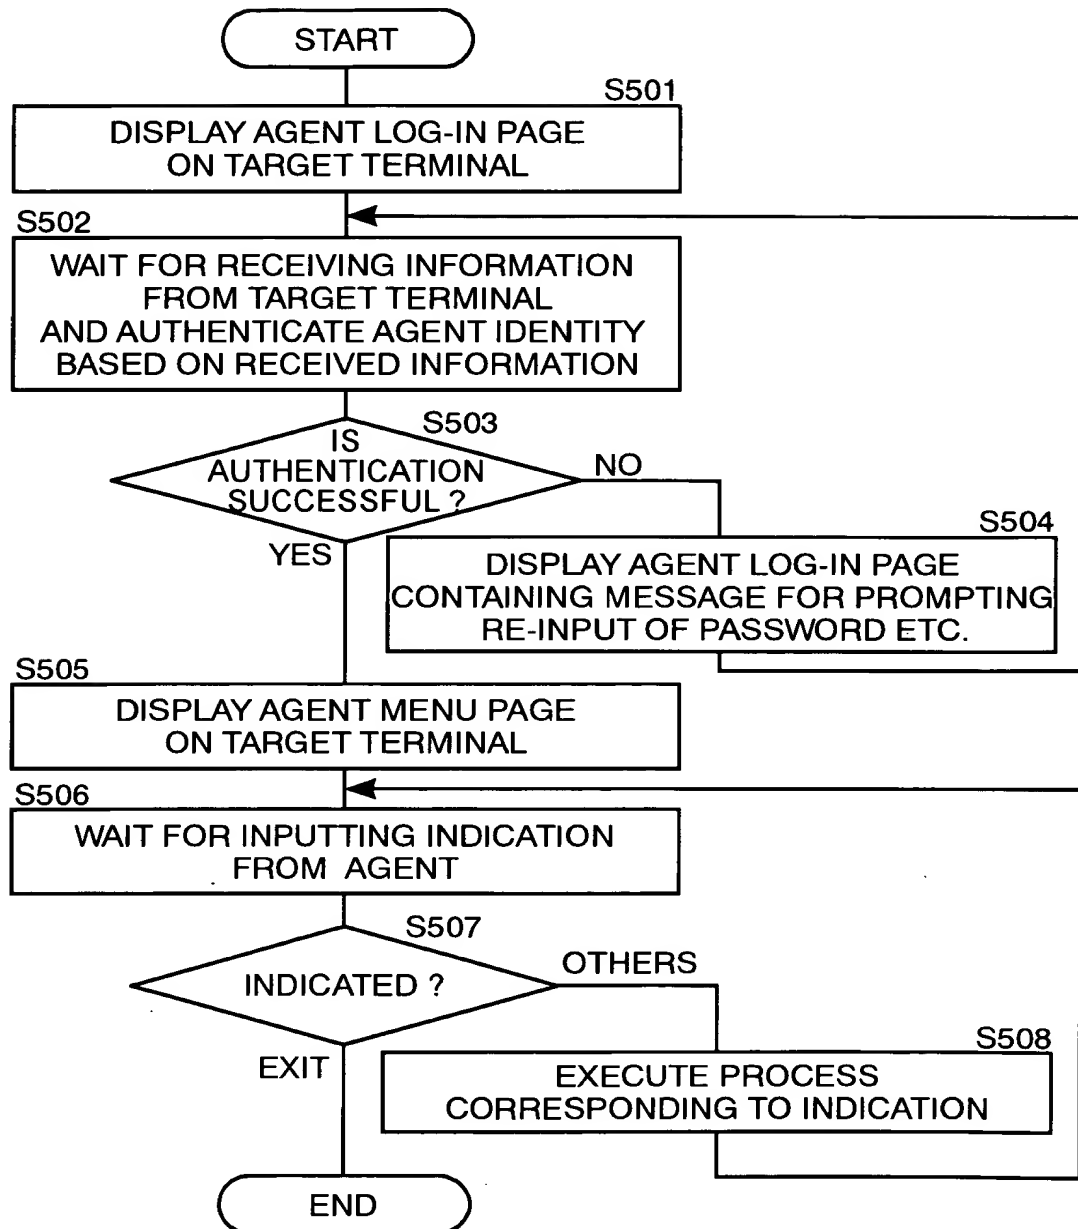 START
S501
DISPLAY AGENT LOG-IN PAGE
ON TARGET TERMINAL
S502
WAIT FOR RECEIVING INFORMATION
FROM TARGET TERMINAL
AND AUTHENTICATE AGENT IDENTITY
BASED ON RECEIVED INFORMATION
S503
IS
AUTHENTICATION
SUCCESSFUL ?
NO
YES
S504
DISPLAY AGENT LOG-IN PAGE
CONTAINING MESSAGE FOR PROMPTING
RE-INPUT OF PASSWORD ETC.
S505
DISPLAY AGENT MENU PAGE
ON TARGET TERMINAL
S506
WAIT FOR INPUTTING INDICATION
FROM AGENT
S507
INDICATED ?
OTHERS
EXIT
S508
EXECUTE PROCESS
CORRESPONDING TO INDICATION
END